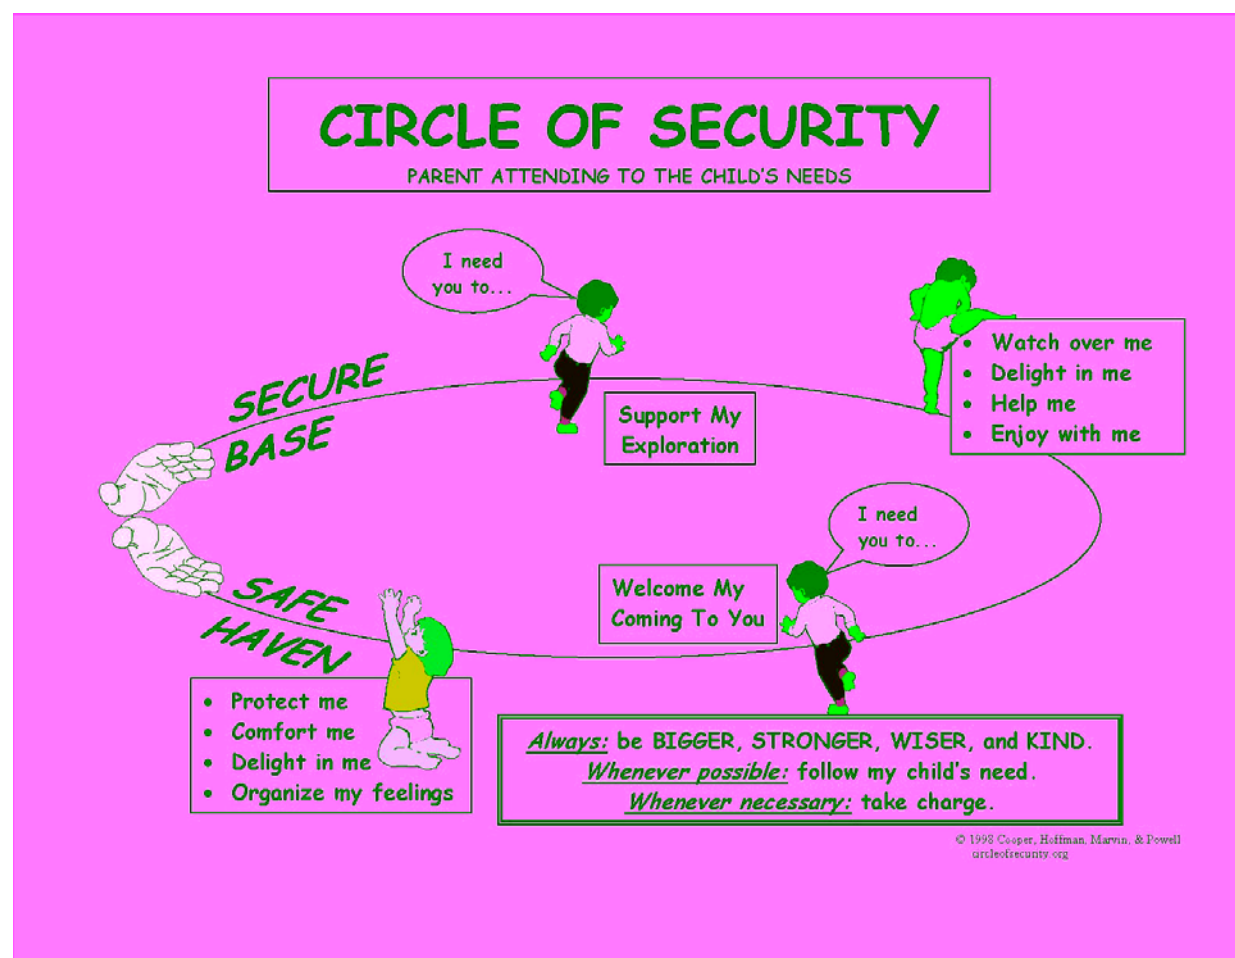 CIRCLE OF SECURITY
PARENT ATTENDING TO THE CHILD'S NEEDS
I need
you to...
SECURE
BASE
Support My
Exploration
• Watch over me
• Delight in me
• Help me
• Enjoy with me
I need
you to...
Welcome My
Coming To You
SAFE
HAVEN
• Protect me
• Comfort me
• Delight in me
• Organize my feelings
Always: be BIGGER, STRONGER, WISER, and KIND.
Whenever possible: follow my child's need.
Whenever necessary: take charge.
© 1998 Cooper, Hoffman, Marvin, & Powell
circleofsecurity.org